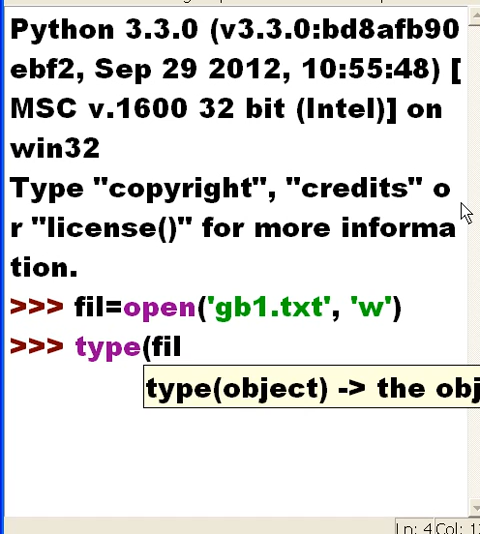 Python 3.3.0 (v3.3.0:bd8afb90
ebf2, Sep 29 2012, 10:55:48) [
MSC v.1600 32 bit (Intel)] on
win32
Type "copyright", "credits" o
r "license()" for more informa
tion.
>>> fil=open('gb1.txt', 'w')
>>> type(fil
type(object) -> the obj
Ln: 4 Col: